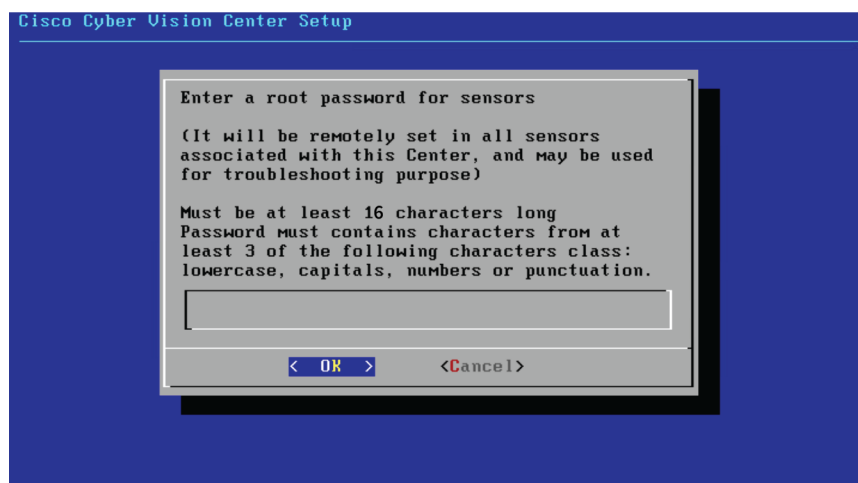 Cisco Cyber Vision Center Setup
Enter a root password for sensors
(It will be remotely set in all sensors
associated with this Center, and may be used
for troubleshooting purpose)
Must be at least 16 characters long
Password must contains characters from at
least 3 of the following characters class:
lowercase, capitals, numbers or punctuation.
< OK > <Cancel>